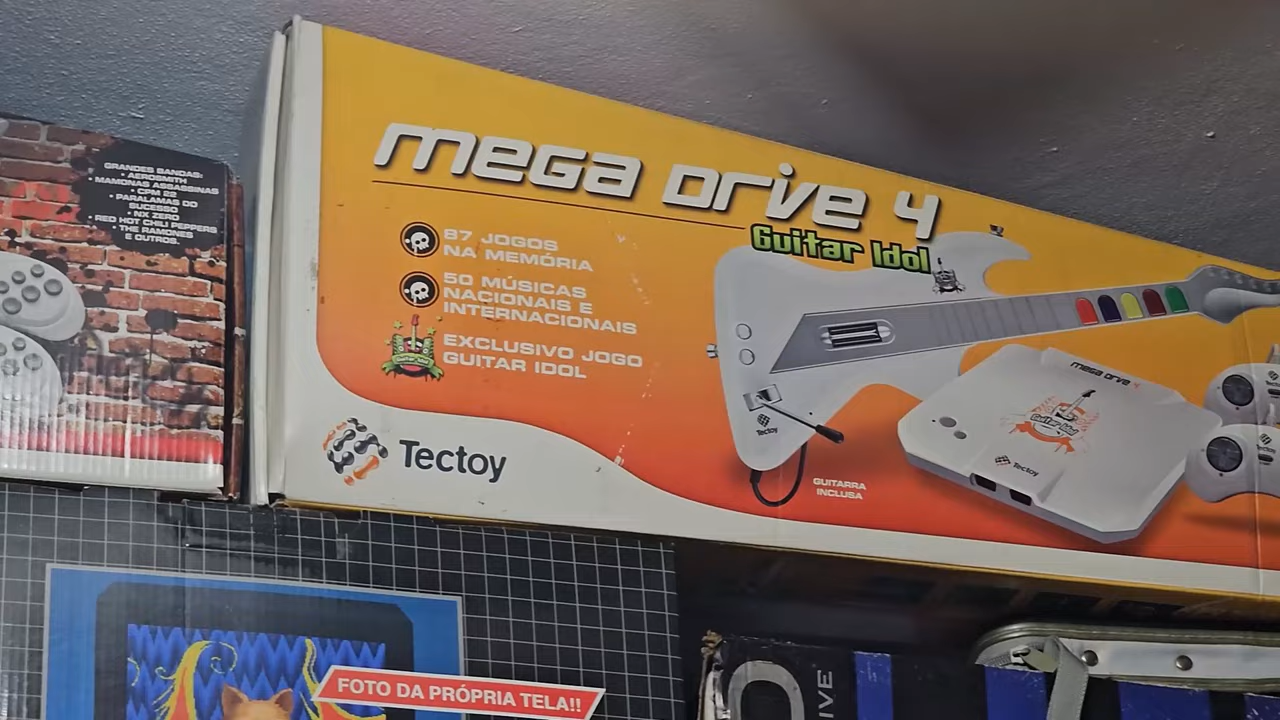 GRANDES BANDAS:
• AEROSMITH
• MAMONAS ASSASSINAS
• CPM 22
• PARALAMAS DO
SUCESSO
• NX ZERO
• RED HOT CHILI PEPPERS
• THE RAMONES
E OUTROS.
mega drive 4
Guitar Idol
87 JOGOS
NA MEMÓRIA
50 MÚSICAS
NACIONAIS E
INTERNACIONAIS
EXCLUSIVO JOGO
GUITAR IDOL
Tectoy
Tectoy
GUITARRA
INCLUSA
mega drive 4
Guitar Idol
Tectoy
FOTO DA PRÓPRIA TELA!!
IVE